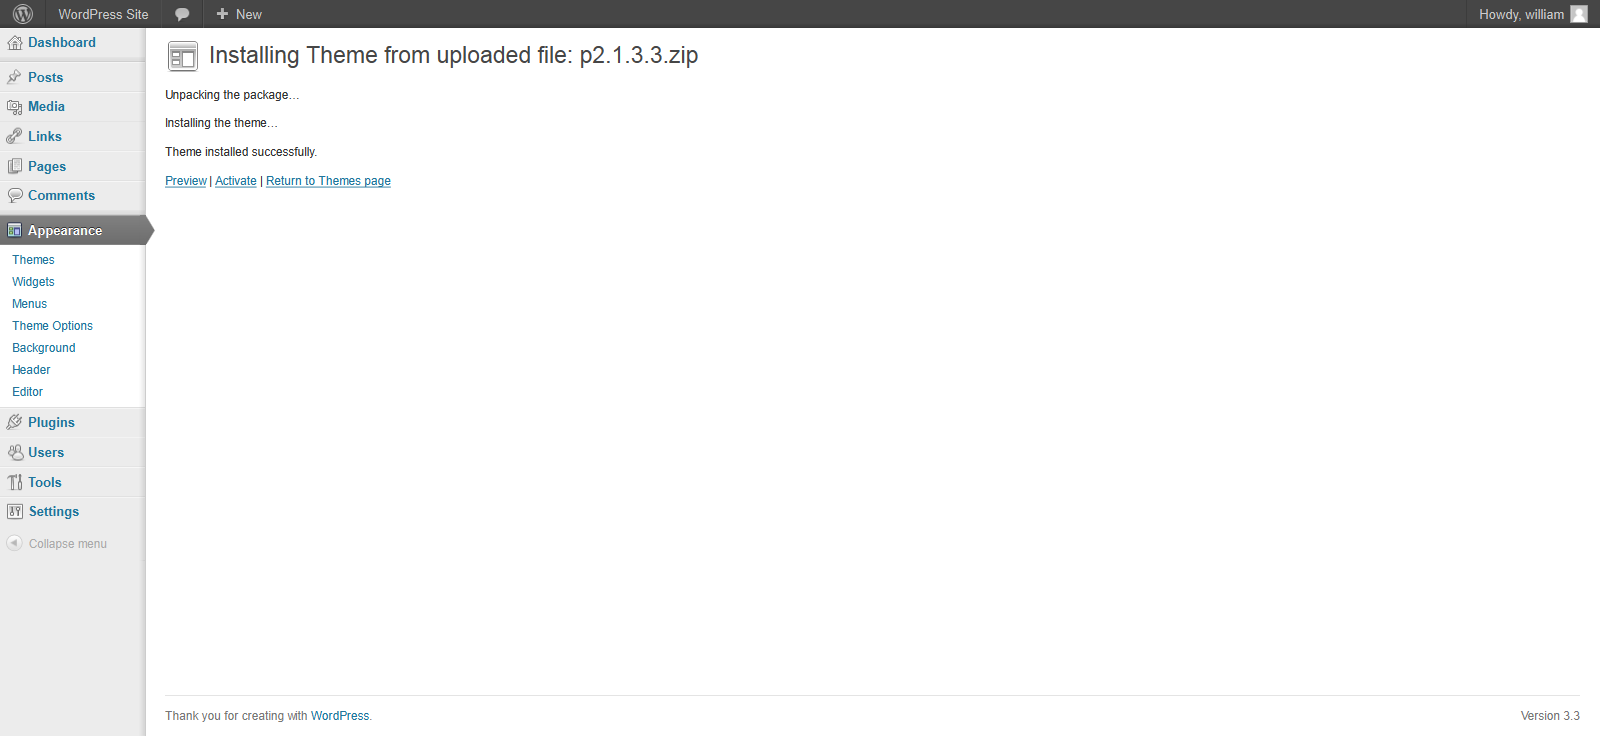 WordPress Site
New
Howdy, william
Dashboard
Posts
Media
Links
Pages
Comments
Appearance
Themes
Widgets
Menus
Theme Options
Background
Header
Editor
Plugins
Users
Tools
Settings
Collapse menu
Installing Theme from uploaded file: p2.1.3.3.zip
Unpacking the package…
Installing the theme…
Theme installed successfully.
Preview | Activate | Return to Themes page
Thank you for creating with WordPress.
Version 3.3